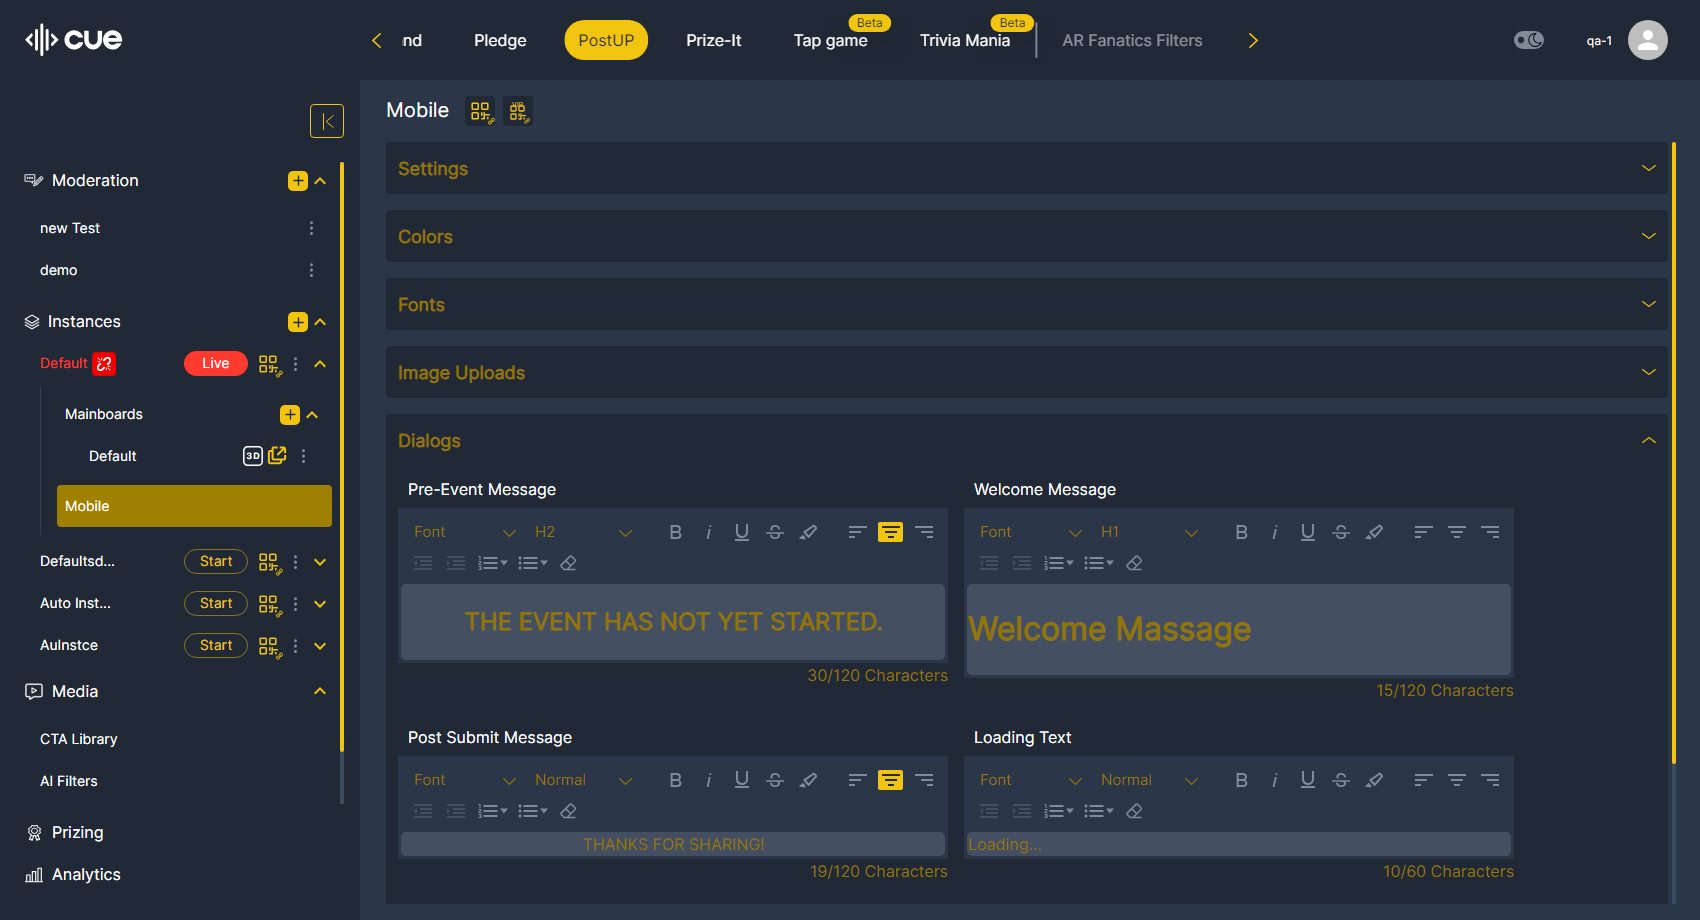 cue
nd
Pledge
PostUP
Prize-It
Tap game
Beta
Trivia Mania
Beta
AR Fanatics Filters
qa-1
Moderation
new Test
demo
Instances
Default
Live
Mainboards
Default
3D
Mobile
Defaultsd...
Start
Auto Inst...
Start
AuInstce
Start
Media
CTA Library
AI Filters
Prizing
Analytics
Mobile
Settings
Colors
Fonts
Image Uploads
Dialogs
Pre-Event Message
Font
H2
B i U S
THE EVENT HAS NOT YET STARTED.
30/120 Characters
Welcome Message
Font
H1
B i U S
Welcome Massage
15/120 Characters
Post Submit Message
Font
Normal
B i U S
THANKS FOR SHARING!
19/120 Characters
Loading Text
Font
Normal
B i U S
Loading...
10/60 Characters